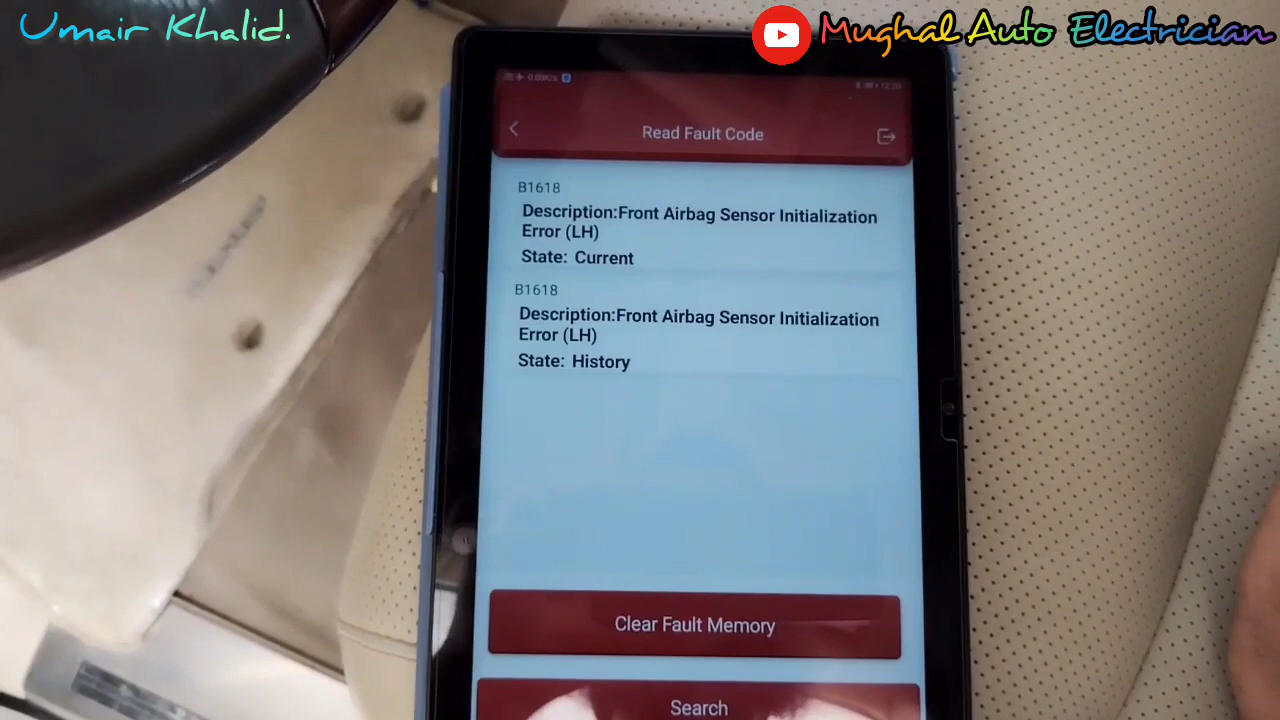 Umair Khalid.
Mughal Auto Electrician
Read Fault Code
B1618
Description:Front Airbag Sensor Initialization
Error (LH)
State: Current
B1618
Description:Front Airbag Sensor Initialization
Error (LH)
State: History
Clear Fault Memory
Search